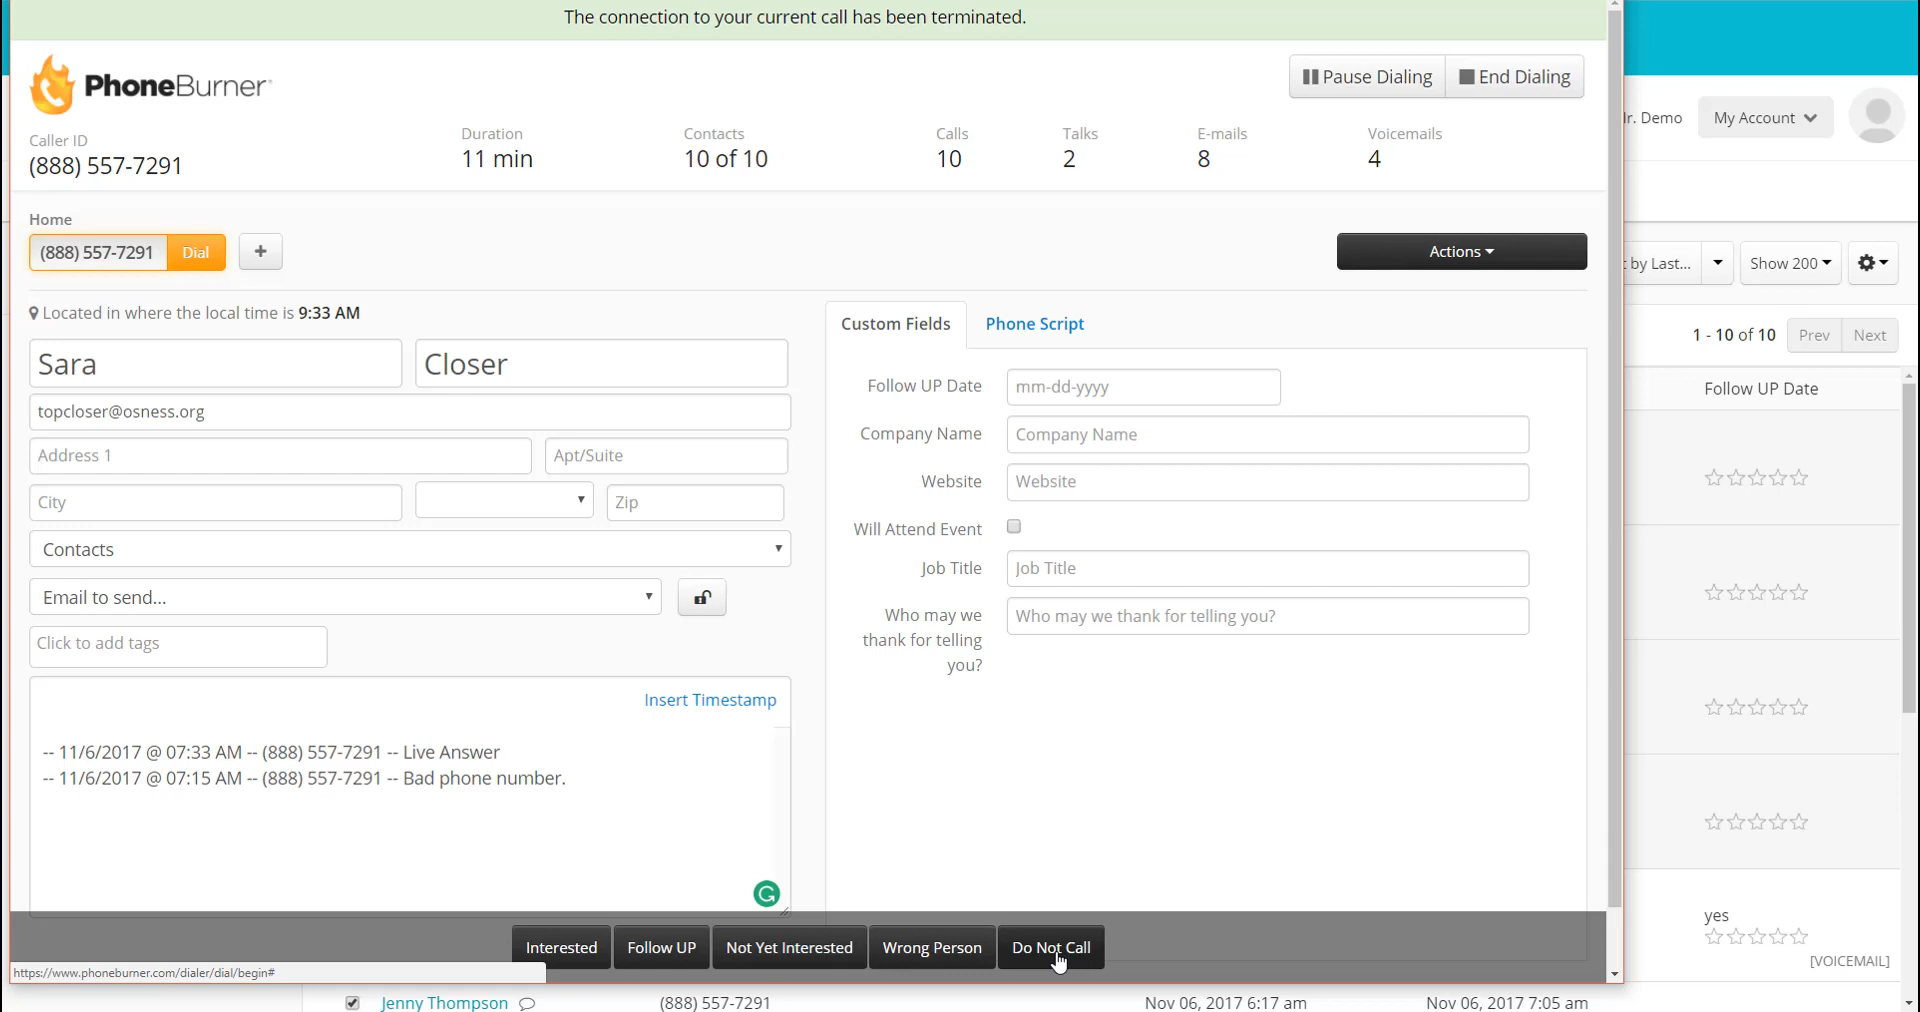 The connection to your current call has been terminated.
PhoneBurner
Pause Dialing
End Dialing
Caller ID
(888) 557-7291
Duration
11 min
Contacts
10 of 10
Calls
10
Talks
2
E-mails
8
Voicemails
4
Mr. Demo
My Account
Home
(888) 557-7291
Dial
+
Actions
by Last...
Show 200
1 - 10 of 10
Prev
Next
Located in where the local time is 9:33 AM
Sara
Closer
topcloser@osness.org
Address 1
Apt/Suite
City
Zip
Contacts
Email to send...
Click to add tags
Insert Timestamp
-- 11/6/2017 @ 07:33 AM -- (888) 557-7291 -- Live Answer
-- 11/6/2017 @ 07:15 AM -- (888) 557-7291 -- Bad phone number.
Custom Fields
Phone Script
Follow UP Date
mm-dd-yyyy
Company Name
Company Name
Website
Website
Will Attend Event
Job Title
Job Title
Who may we
thank for telling
you?
Who may we thank for telling you?
Follow UP Date
yes
[VOICEMAIL]
Interested
Follow UP
Not Yet Interested
Wrong Person
Do Not Call
https://www.phoneburner.com/dialer/dial/begin#
Jenny Thompson
(888) 557-7291
Nov 06, 2017 6:17 am
Nov 06, 2017 7:05 am